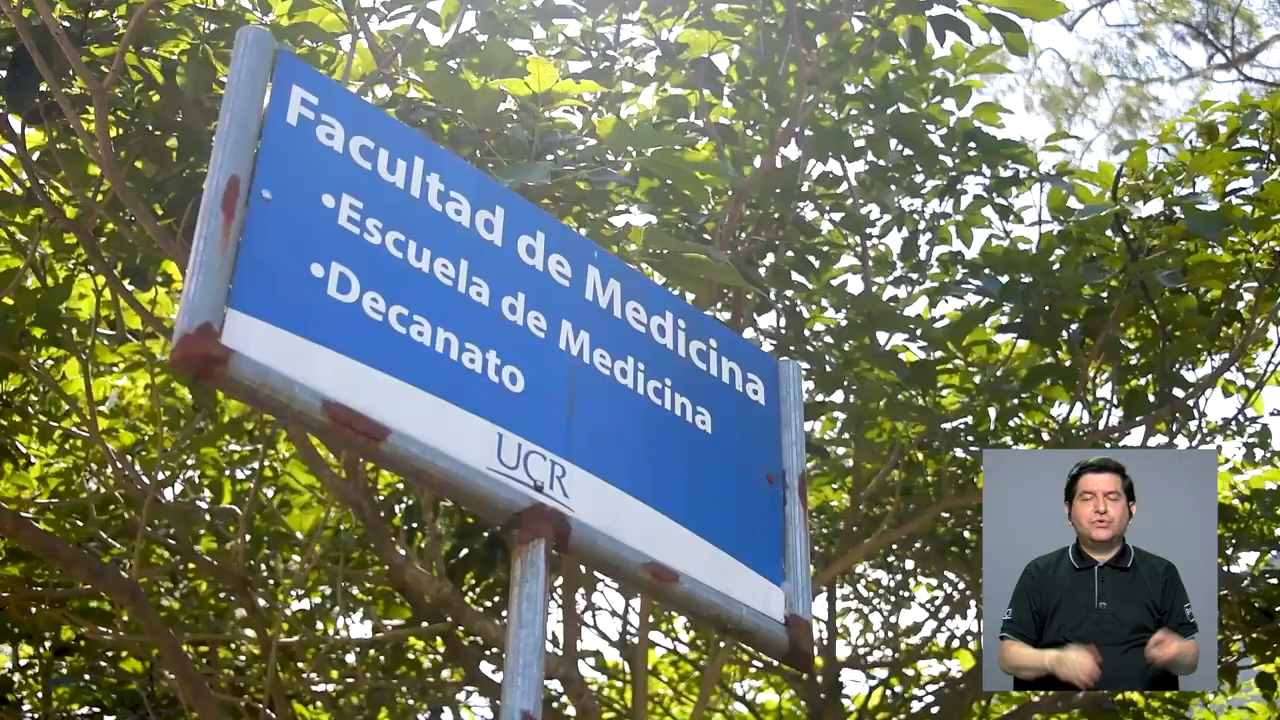 Facultad de Medicina
•Escuela de Medicina
•Decanato
UCR